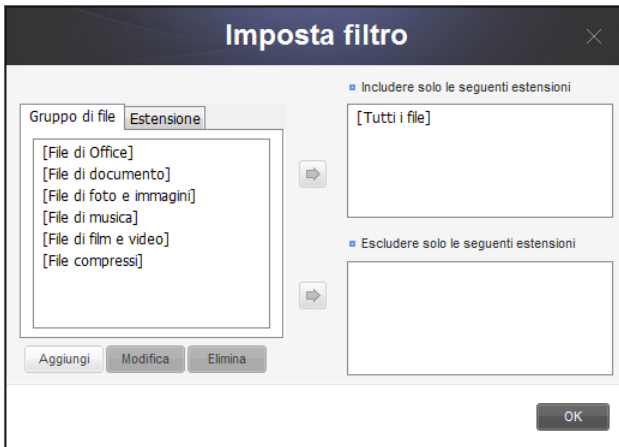 Imposta filtro
Includere solo le seguenti estensioni
Gruppo di file
Estensione
[Tutti i file]
[File di Office]
[File di documento]
[File di foto e immagini]
[File di musica]
[File di film e video]
[File compressi]
Escludere solo le seguenti estensioni
Aggiungi
Modifica
Elimina
OK